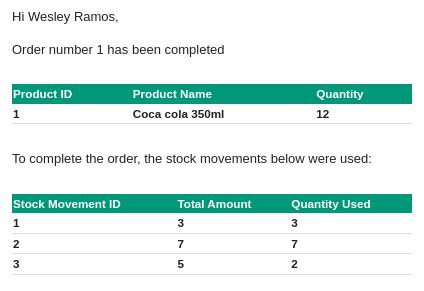 Hi Wesley Ramos,
Order number 1 has been completed
Product ID Product Name Quantity
1 Coca cola 350ml 12
To complete the order, the stock movements below were used:
Stock Movement ID Total Amount Quantity Used
1 3 3
2 7 7
3 5 2